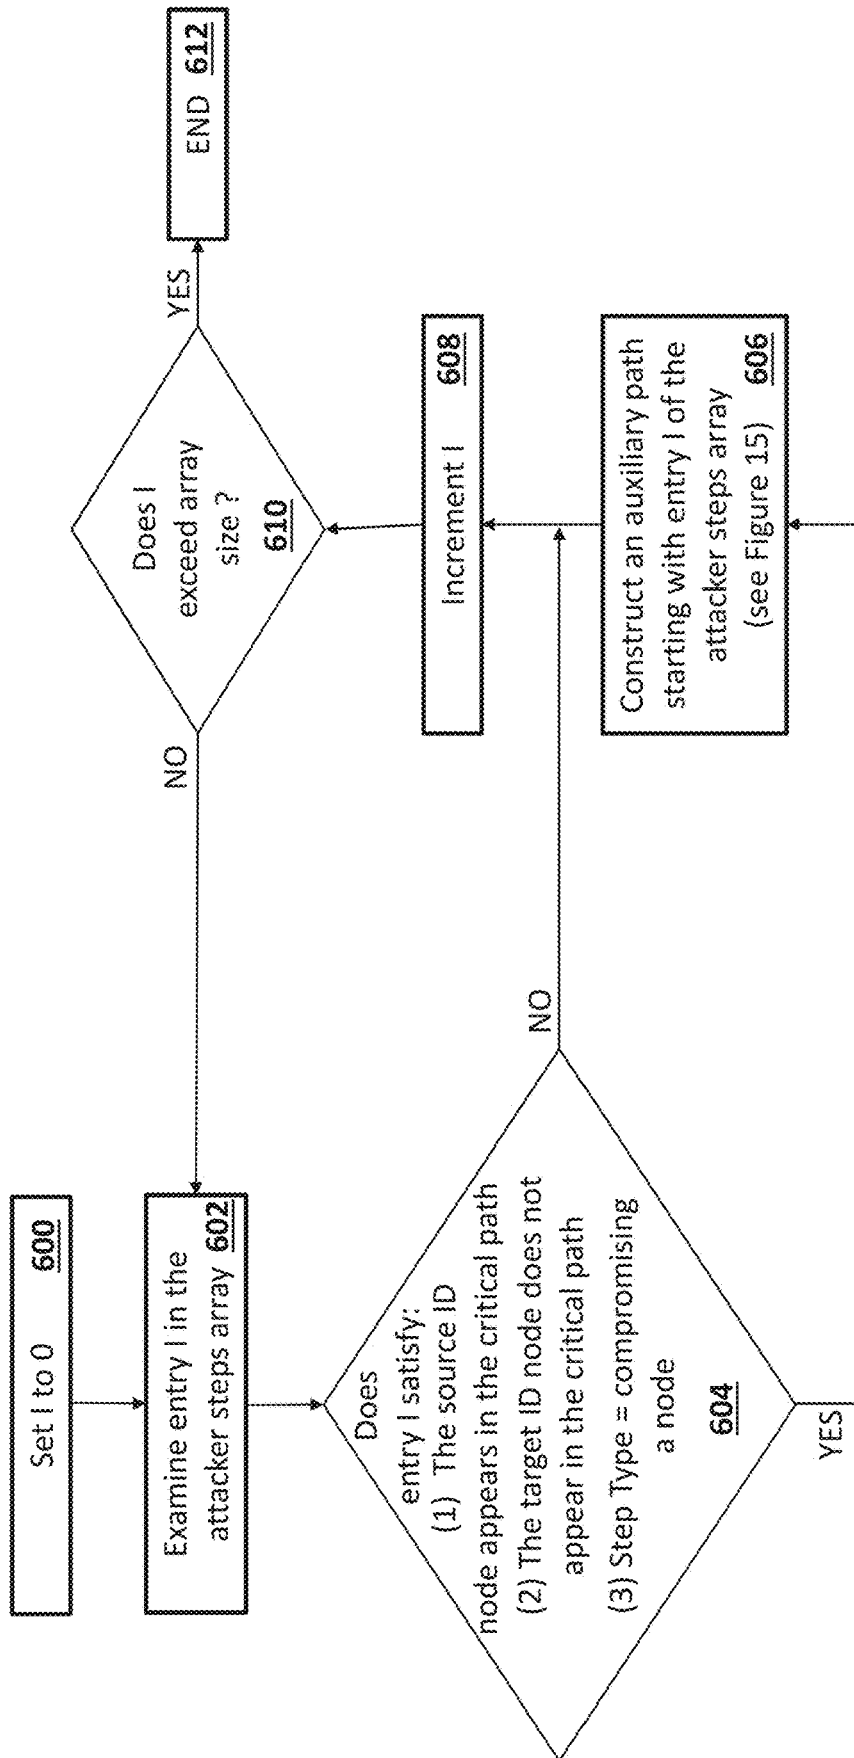 Set I to 0 600
Examine entry I in the
attacker steps array 602
Does
entry I satisfy:
(1) The source ID
node appears in the critical path
(2) The target ID node does not
appear in the critical path
(3) Step Type = compromising
a node
604
YES
NO
Construct an auxiliary path
starting with entry I of the
attacker steps array
(see Figure 15) 606
Increment I 608
Does I
exceed array
size ?
610
NO
YES
END 612